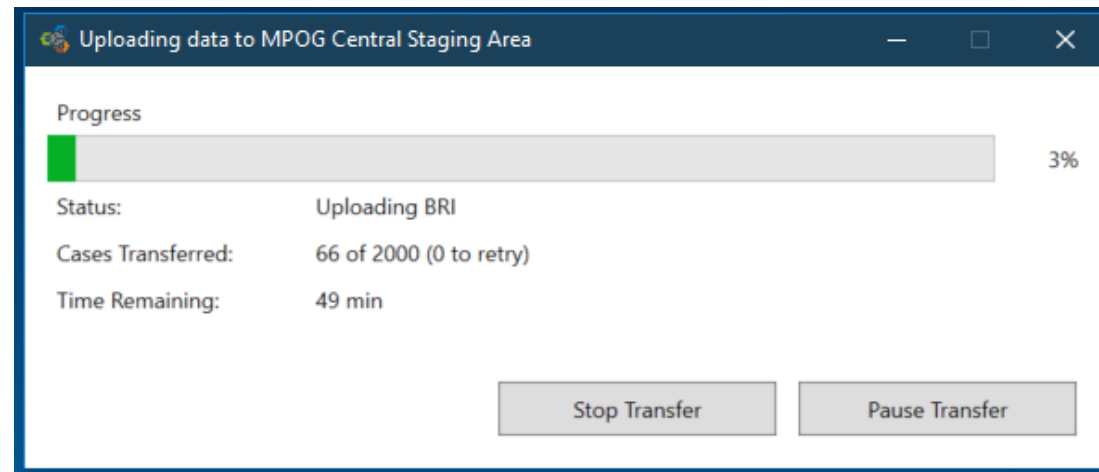 Uploading data to MPOG Central Staging Area
Progress
3%
Status: Uploading BRI
Cases Transferred: 66 of 2000 (0 to retry)
Time Remaining: 49 min
Stop Transfer Pause Transfer